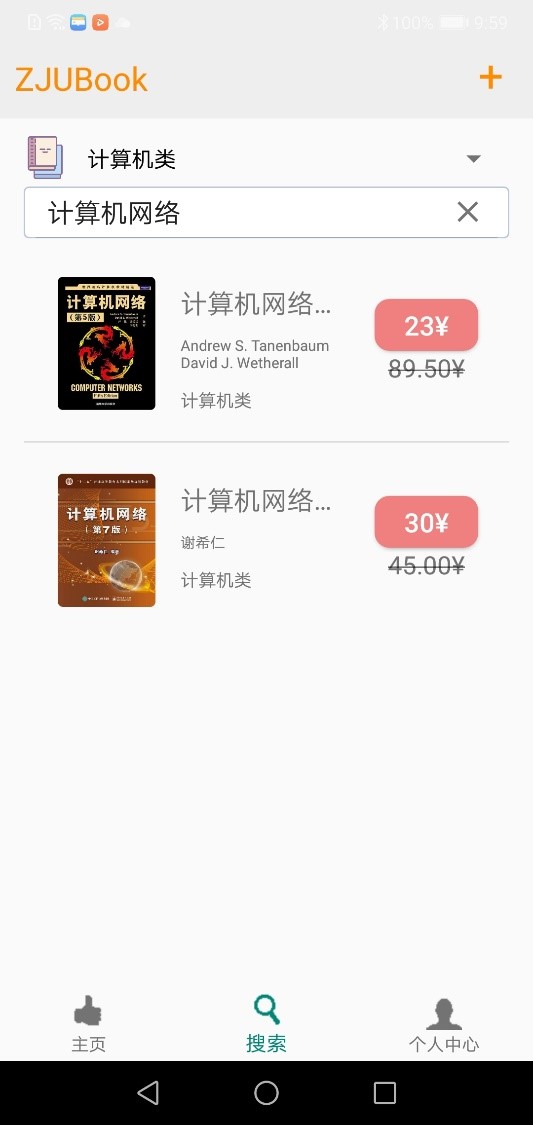 100% 9:59
ZJUBook
+
计算机类
计算机网络
计算机网络
(第5版)
COMPUTER NETWORKS
计算机网络...
Andrew S. Tanenbaum
David J. Wetherall
计算机类
23¥
89.50¥
计算机网络
(第7版)
计算机网络...
谢希仁
计算机类
30¥
45.00¥
主页
搜索
个人中心